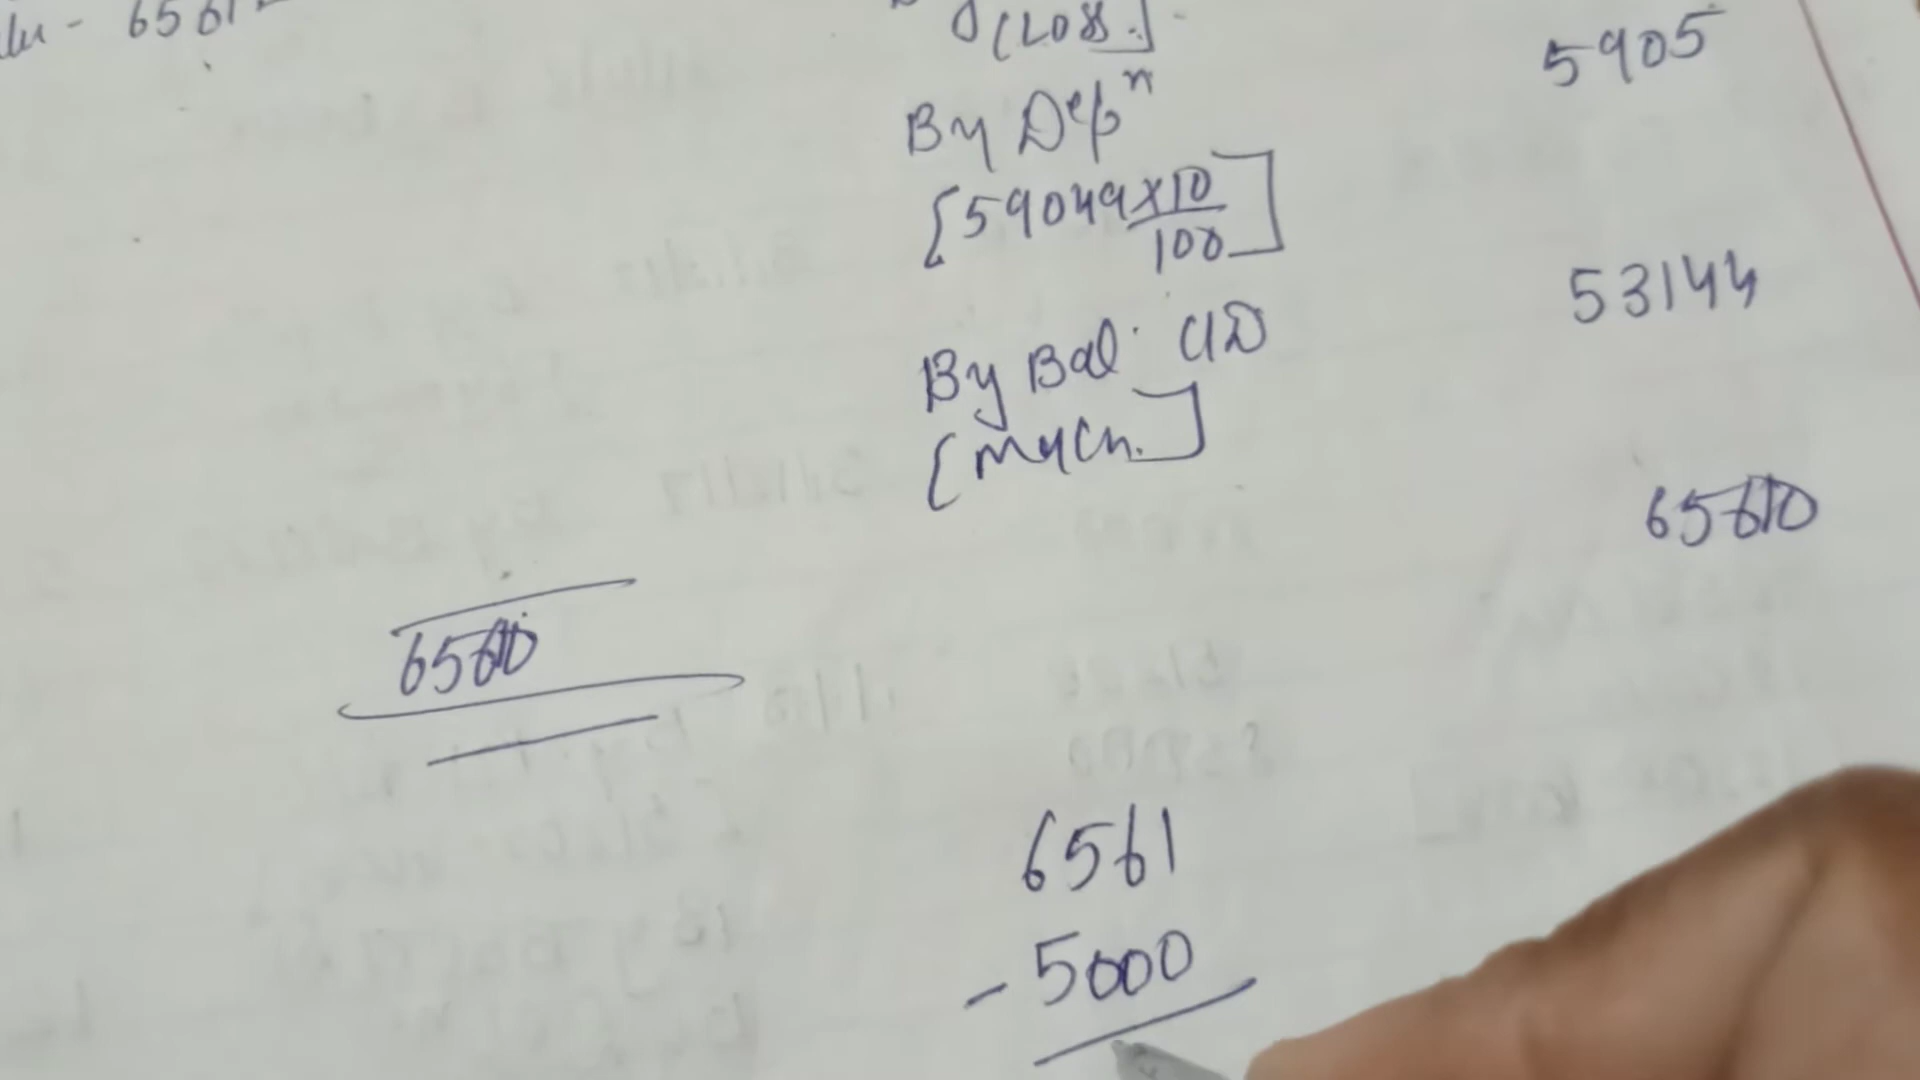 6561
(Loss.]
5905
By Depn
[59049×10/100]
53144
By Bal. C/D
[Mach.]
65610
65610
6561
- 5000